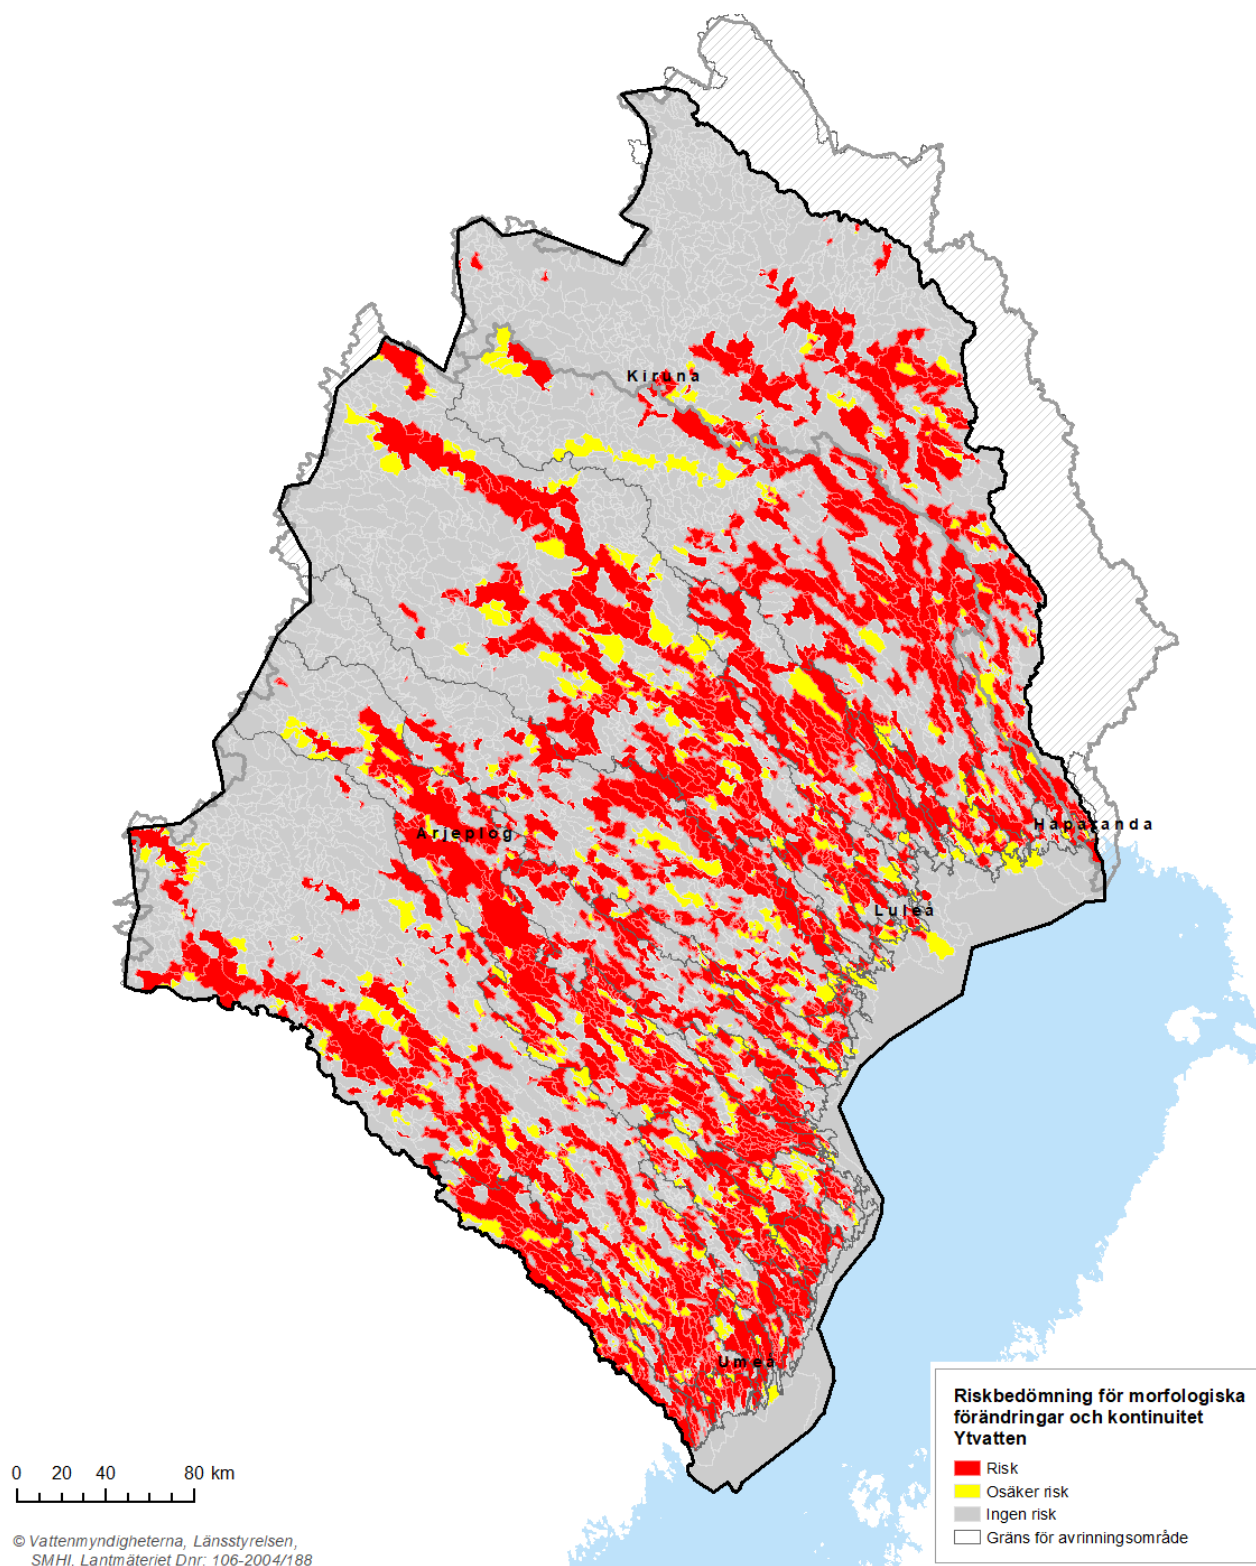 Kiruna
Arjeplog
Haparanda
Luleå
Umeå
Riskbedömning för morfologiska
förändringar och kontinuitet
Ytvatten
Risk
Osäker risk
Ingen risk
Gräns för avrinningsområde
0 20 40 80 km
© Vattenmyndigheterna, Länsstyrelsen,
SMHI, Lantmäteriet Dnr: 106-2004/188